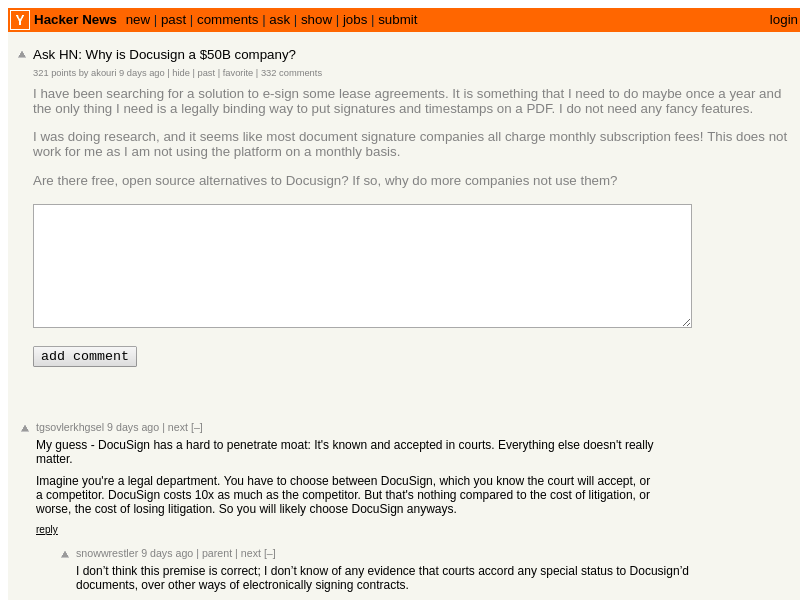 Y Hacker News new | past | comments | ask | show | jobs | submit login
Ask HN: Why is Docusign a $50B company?
321 points by akouri 9 days ago | hide | past | favorite | 332 comments
I have been searching for a solution to e-sign some lease agreements. It is something that I need to do maybe once a year and
the only thing I need is a legally binding way to put signatures and timestamps on a PDF. I do not need any fancy features.
I was doing research, and it seems like most document signature companies all charge monthly subscription fees! This does not
work for me as I am not using the platform on a monthly basis.
Are there free, open source alternatives to Docusign? If so, why do more companies not use them?
add comment
tgsovlerkhgsel 9 days ago | next [–]
My guess - DocuSign has a hard to penetrate moat: It's known and accepted in courts. Everything else doesn't really
matter.
Imagine you're a legal department. You have to choose between DocuSign, which you know the court will accept, or
a competitor. DocuSign costs 10x as much as the competitor. But that's nothing compared to the cost of litigation, or
worse, the cost of losing litigation. So you will likely choose DocuSign anyways.
reply
snowwrestler 9 days ago | parent | next [–]
I don’t think this premise is correct; I don’t know of any evidence that courts accord any special status to Docusign’d
documents, over other ways of electronically signing contracts.